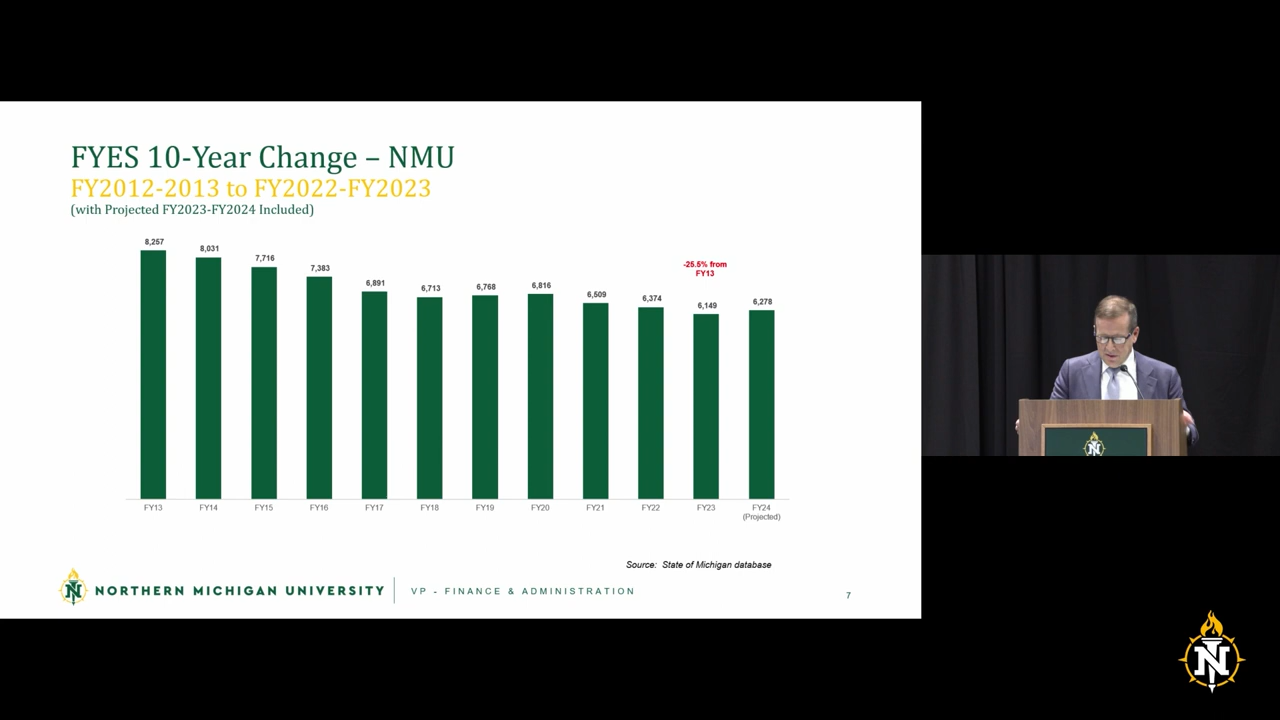 FYES 10-Year Change – NMU
FY2012-2013 to FY2022-FY2023
(with Projected FY2023-FY2024 Included)
8,257
8,031
7,716
7,383
6,891
6,713
6,768
6,816
6,509
6,374
-25.5% from
FY13
6,149
6,278
FY13
FY14
FY15
FY16
FY17
FY18
FY19
FY20
FY21
FY22
FY23
FY24
(Projected)
Source: State of Michigan database
N
NORTHERN MICHIGAN UNIVERSITY
VP - FINANCE & ADMINISTRATION
7
N
N